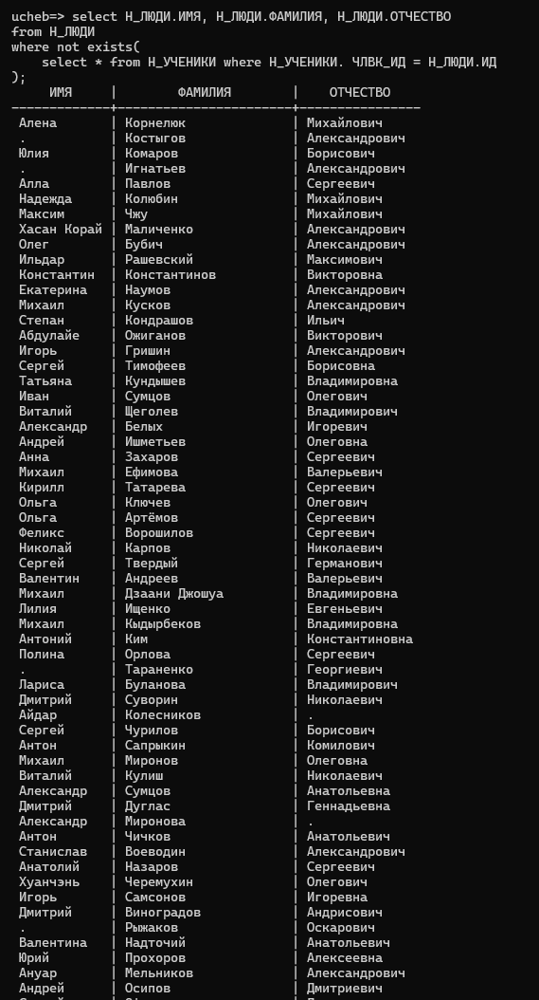 ucheb=> select Н_ЛЮДИ.ИМЯ, Н_ЛЮДИ.ФАМИЛИЯ, Н_ЛЮДИ.ОТЧЕСТВО
from Н_ЛЮДИ
where not exists(
    select * from Н_УЧЕНИКИ where Н_УЧЕНИКИ. ЧЛВК_ИД = Н_ЛЮДИ.ИД
);
ИМЯ | ФАМИЛИЯ | ОТЧЕСТВО
-------------+-----------------------+----------------
Алена | Корнелюк | Михайлович
. | Костыгов | Александрович
Юлия | Комаров | Борисович
. | Игнатьев | Александрович
Алла | Павлов | Сергеевич
Надежда | Колюбин | Михайлович
Максим | Чжу | Михайлович
Хасан Корай | Маличенко | Александрович
Олег | Бубич | Александрович
Ильдар | Рашевский | Максимович
Константин | Константинов | Викторовна
Екатерина | Наумов | Александрович
Михаил | Кусков | Александрович
Степан | Кондрашов | Ильич
Абдулайе | Ожиганов | Викторович
Игорь | Гришин | Александрович
Сергей | Тимофеев | Борисовна
Татьяна | Кундышев | Владимировна
Иван | Сумцов | Олегович
Виталий | Щеголев | Владимирович
Александр | Белых | Игоревич
Андрей | Ишметьев | Олеговна
Анна | Захаров | Сергеевич
Михаил | Ефимова | Валерьевич
Кирилл | Татарева | Сергеевич
Ольга | Ключев | Олегович
Ольга | Артёмов | Сергеевич
Феликс | Ворошилов | Сергеевич
Николай | Карпов | Николаевич
Сергей | Твердый | Германович
Валентин | Андреев | Валерьевич
Михаил | Дзаани Джошуа | Владимировна
Лилия | Ищенко | Евгеньевич
Михаил | Кыдырбеков | Владимировна
Антоний | Ким | Константиновна
Полина | Орлова | Сергеевич
. | Тараненко | Георгиевич
Лариса | Буланова | Владимирович
Дмитрий | Суворин | Николаевич
Айдар | Колесников | .
Сергей | Чурилов | Борисович
Антон | Сапрыкин | Комилович
Михаил | Миронов | Олеговна
Виталий | Кулиш | Николаевич
Александр | Сумцов | Анатольевна
Дмитрий | Дуглас | Геннадьевна
Александр | Миронова | .
Антон | Чичков | Анатольевич
Станислав | Воеводин | Александрович
Анатолий | Назаров | Сергеевич
Хуанчэнь | Черемухин | Олегович
Игорь | Самсонов | Игоревна
Дмитрий | Виноградов | Андрисович
. | Рыжаков | Оскарович
Валентина | Надточий | Анатольевич
Юрий | Прохоров | Алексеевна
Ануар | Мельников | Александрович
Андрей | Осипов | Дмитриевич